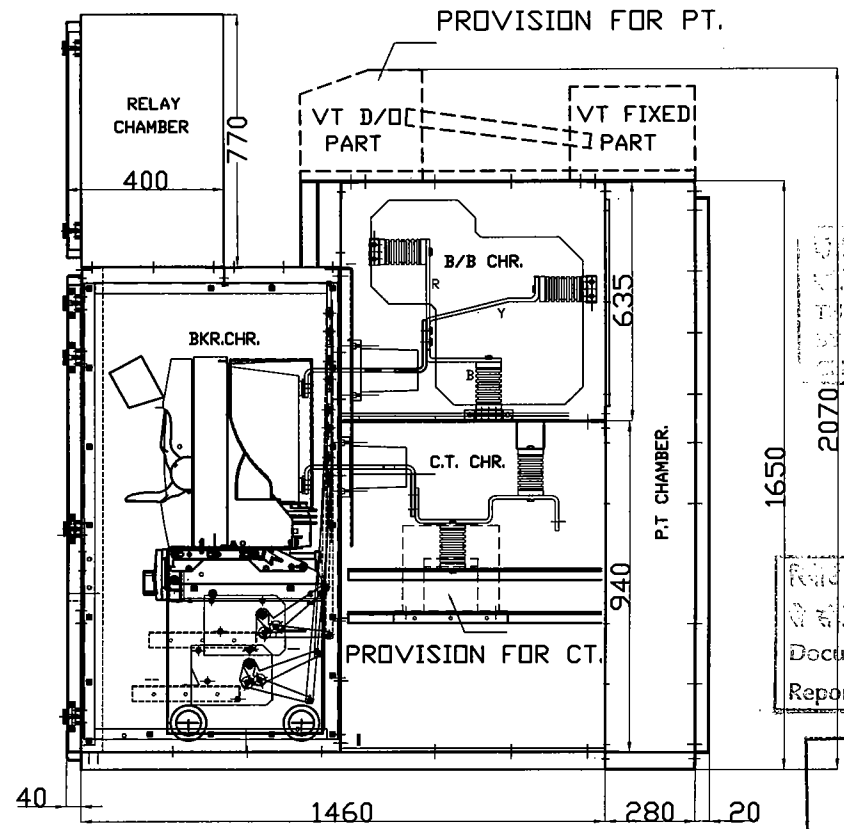 PROVISION FOR PT.
RELAY
CHAMBER
770
400
VT D/O
PART
VT FIXED
PART
B/B CHR.
R
Y
B
635
BKR.CHR.
2070
1650
C.T. CHR.
P.T CHAMBER.
940
PROVISION FOR CT.
Docu
Repor
40
1460
280
20